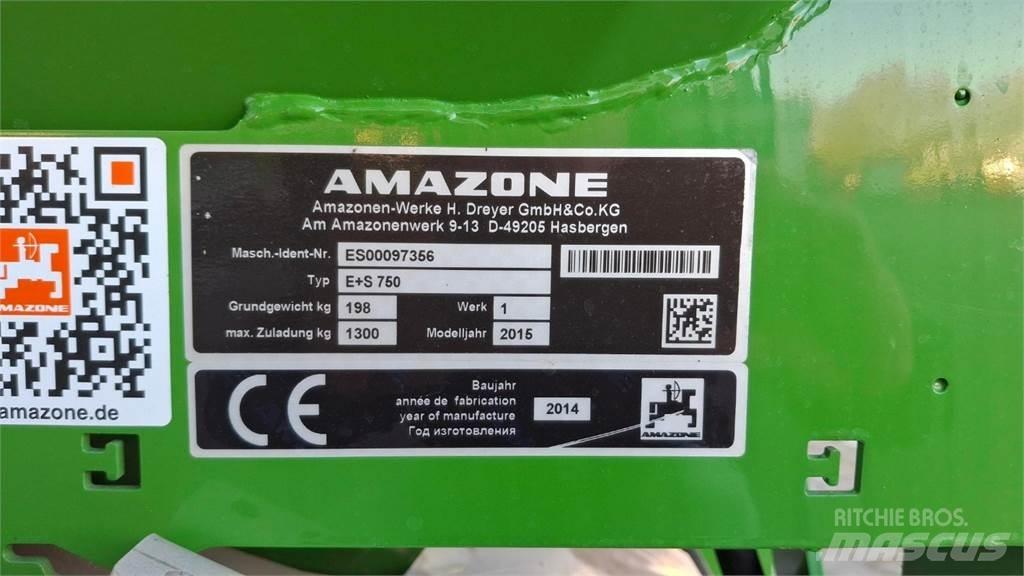 AMAZONE
Amazonen-Werke H. Dreyer GmbH&Co.KG
Am Amazonenwerk 9-13 D-49205 Hasbergen
Masch.-Ident-Nr. ES00097356
Typ E+S 750
Grundgewicht kg 198 Werk 1
max. Zuladung kg 1300 Modelljahr 2015
CE
Baujahr
année de fabrication
year of manufacture
Год изготовления
2014
AMAZONE
AMAZONE
amazone.de
RITCHIE BROS.
MASCUS